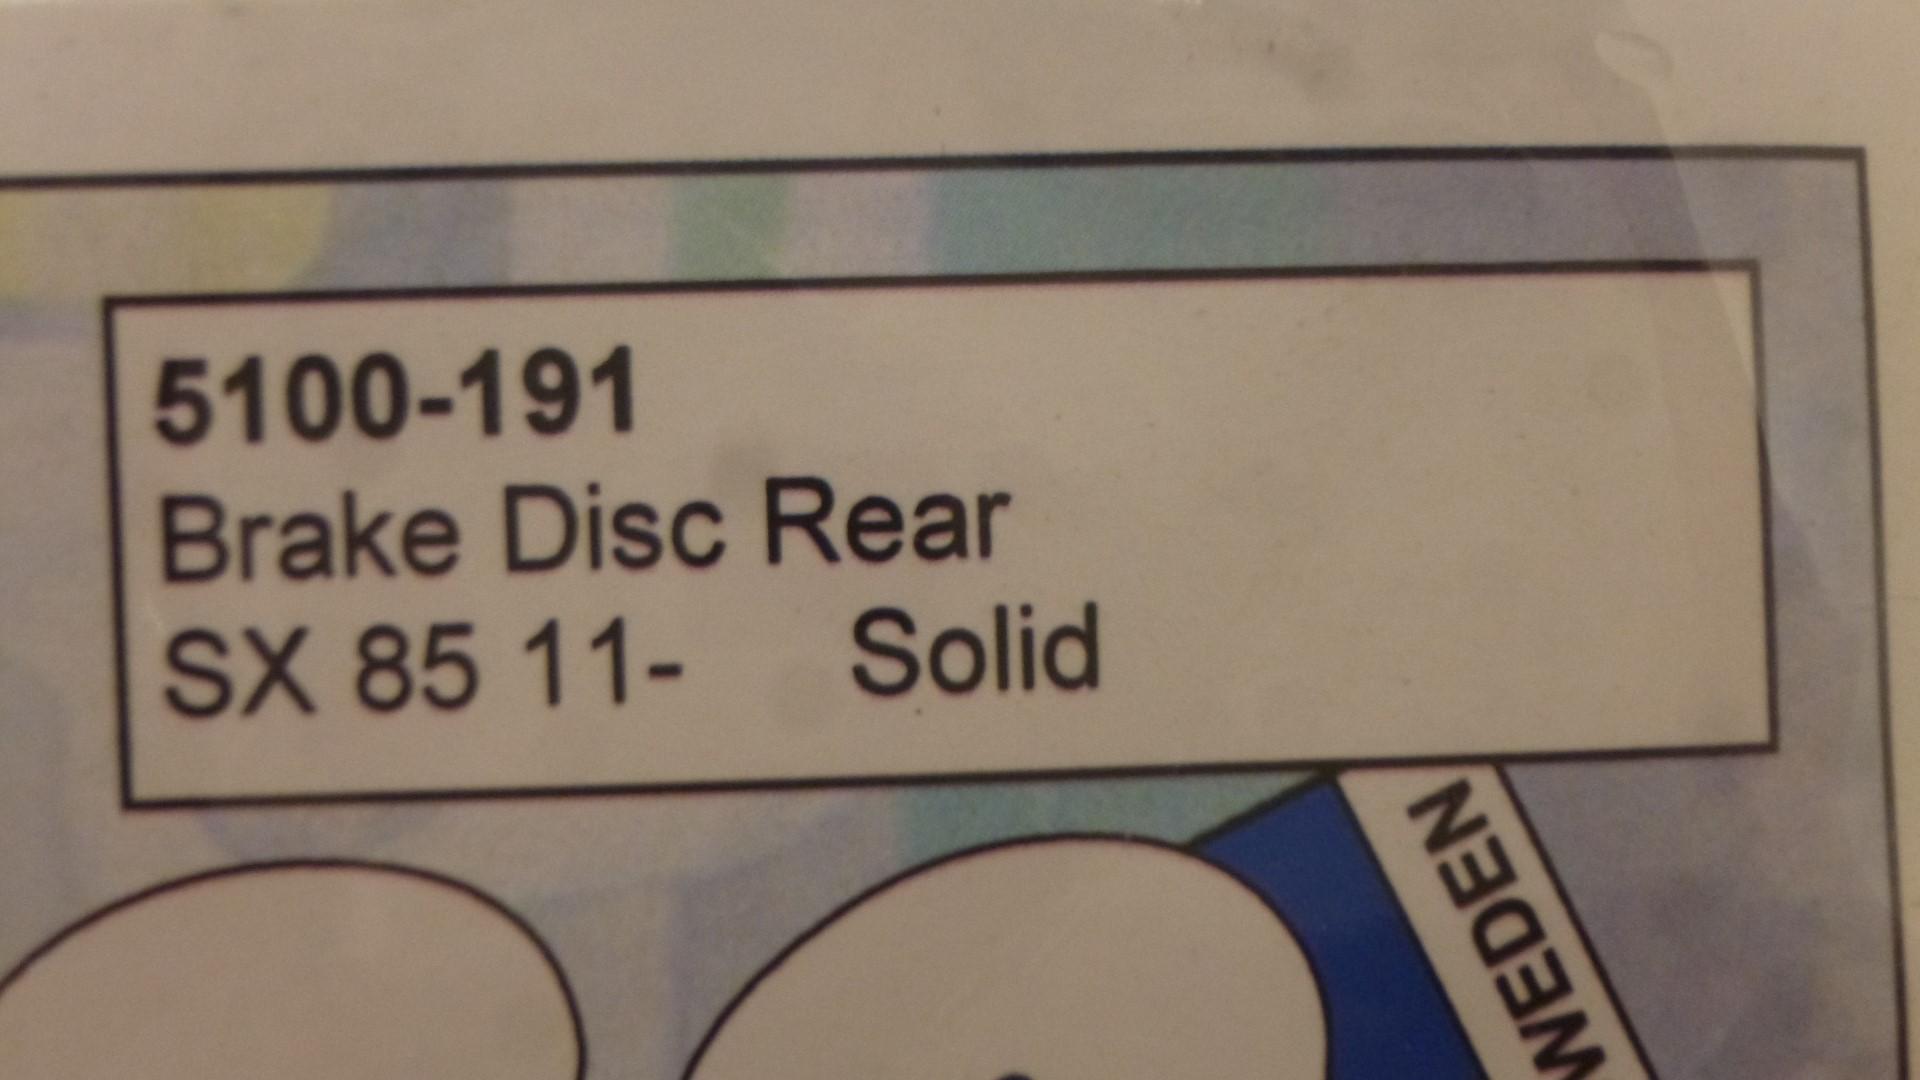 5100-191
Brake Disc Rear
SX 85 11- Solid
WEDEN